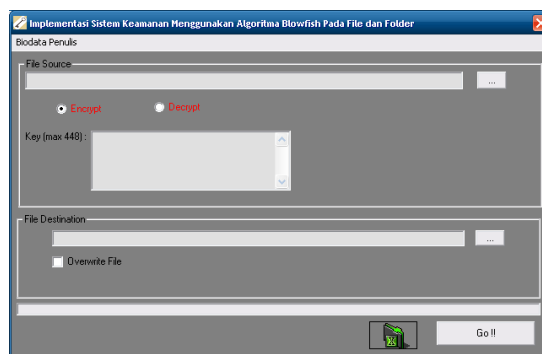 Implementasi Sistem Keamanan Menggunakan Algoritma Blowfish Pada File dan Folder
Biodata Penulis
File Source
...
Encrypt Decrypt
Key (max 448) :
File Destination
...
Overwrite File
Go !!